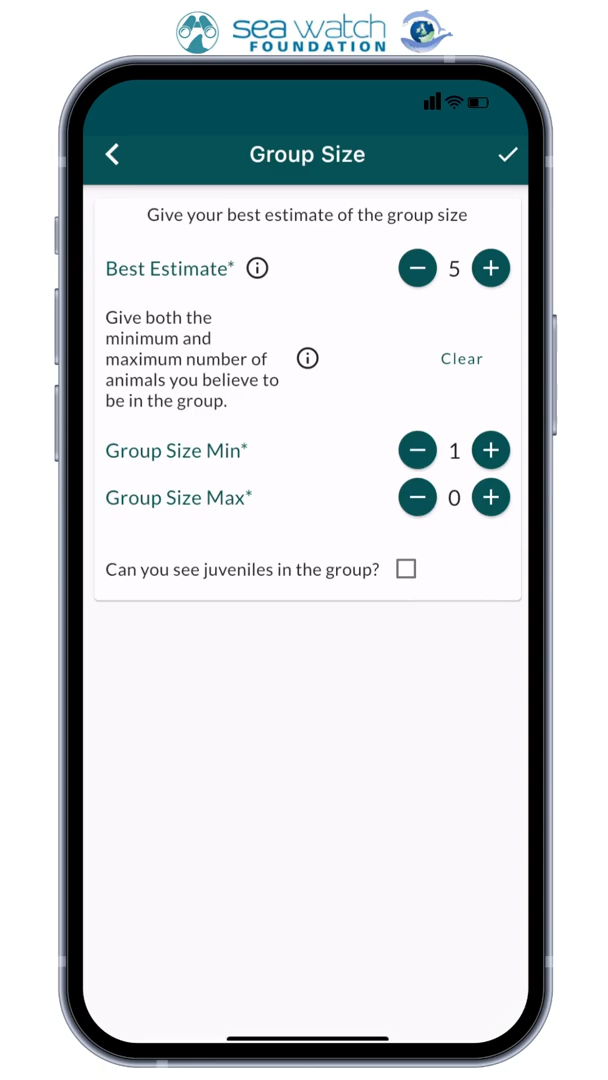 sea watch
FOUNDATION
Group Size
Give your best estimate of the group size
Best Estimate* 5
Give both the
minimum and
maximum number of
animals you believe to
be in the group.
Clear
Group Size Min* 1
Group Size Max* 0
Can you see juveniles in the group?